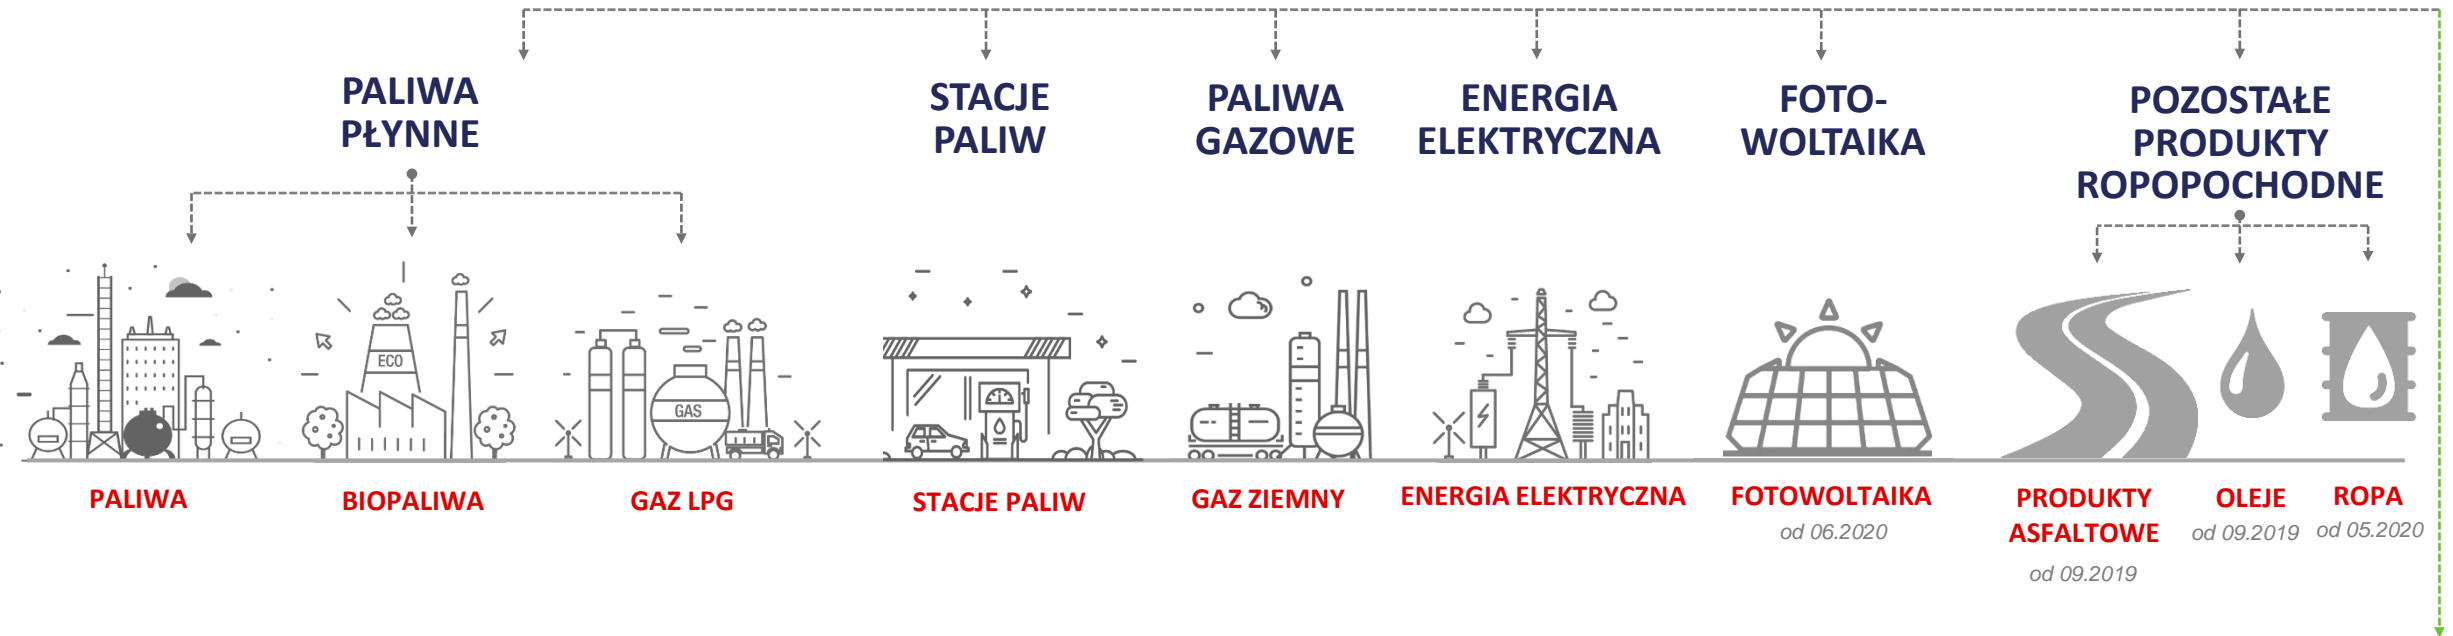 PALIWA
PŁYNNE
STACJE
PALIW
PALIWA
GAZOWE
ENERGIA
ELEKTRYCZNA
FOTO-
WOLTAIKA
POZOSTAŁE
PRODUKTY
ROPOPOCHODNE
ECO
GAS
PALIWA
BIOPALIWA
GAZ LPG
STACJE PALIW
GAZ ZIEMNY
ENERGIA ELEKTRYCZNA
FOTOWOLTAIKA
od 06.2020
PRODUKTY
ASFALTOWE
od 09.2019
OLEJE
od 09.2019
ROPA
od 05.2020